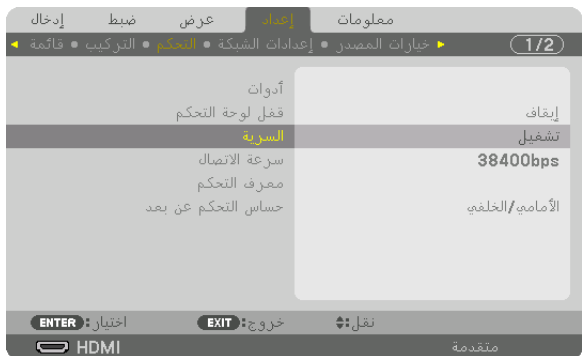 إدخال ضبط عرض إعداد معلومات
◄ قائمة ● التركيب ● التحكم ● إعدادات الشبكة ● خيارات المصدر ► 1/2
أدوات
قفل لوحة التحكم إيقاف
السرية تشغيل
سرعة الاتصال 38400bps
معرف التحكم
حساس التحكم عن بعد الأمامي/الخلفي
ENTER: اختيار EXIT: خروج نقل:
HDMI متقدمة